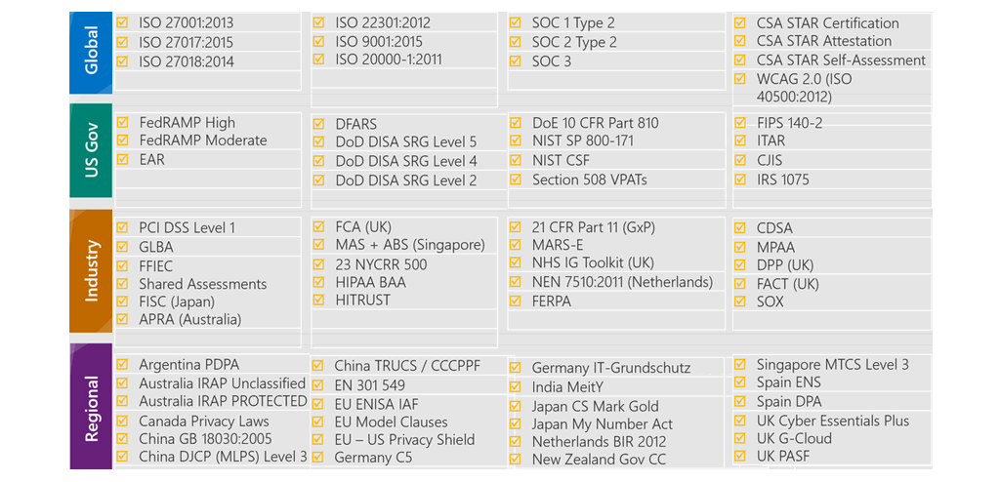 Global
ISO 27001:2013
ISO 27017:2015
ISO 27018:2014
ISO 22301:2012
ISO 9001:2015
ISO 20000-1:2011
SOC 1 Type 2
SOC 2 Type 2
SOC 3
CSA STAR Certification
CSA STAR Attestation
CSA STAR Self-Assessment
WCAG 2.0 (ISO
40500:2012)
US Gov
FedRAMP High
FedRAMP Moderate
EAR
DFARS
DoD DISA SRG Level 5
DoD DISA SRG Level 4
DoD DISA SRG Level 2
DoE 10 CFR Part 810
NIST SP 800-171
NIST CSF
Section 508 VPATs
FIPS 140-2
ITAR
CJIS
IRS 1075
Industry
PCI DSS Level 1
GLBA
FFIEC
Shared Assessments
FISC (Japan)
APRA (Australia)
FCA (UK)
MAS + ABS (Singapore)
23 NYCRR 500
HIPAA BAA
HITRUST
21 CFR Part 11 (GxP)
MARS-E
NHS IG Toolkit (UK)
NEN 7510:2011 (Netherlands)
FERPA
CDSA
MPAA
DPP (UK)
FACT (UK)
SOX
Regional
Argentina PDPA
Australia IRAP Unclassified
Australia IRAP PROTECTED
Canada Privacy Laws
China GB 18030:2005
China DJCP (MLPS) Level 3
China TRUCS / CCCPPF
EN 301 549
EU ENISA IAF
EU Model Clauses
EU – US Privacy Shield
Germany C5
Germany IT-Grundschutz
India MeitY
Japan CS Mark Gold
Japan My Number Act
Netherlands BIR 2012
New Zealand Gov CC
Singapore MTCS Level 3
Spain ENS
Spain DPA
UK Cyber Essentials Plus
UK G-Cloud
UK PASF